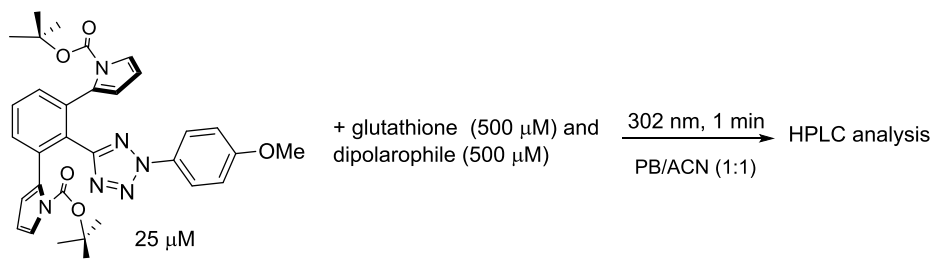 O
O
N
N
N
N
N
OMe
O
N
O
25 μM
+ glutathione (500 μM) and
dipolarophile (500 μM)
302 nm, 1 min
PB/ACN (1:1)
HPLC analysis